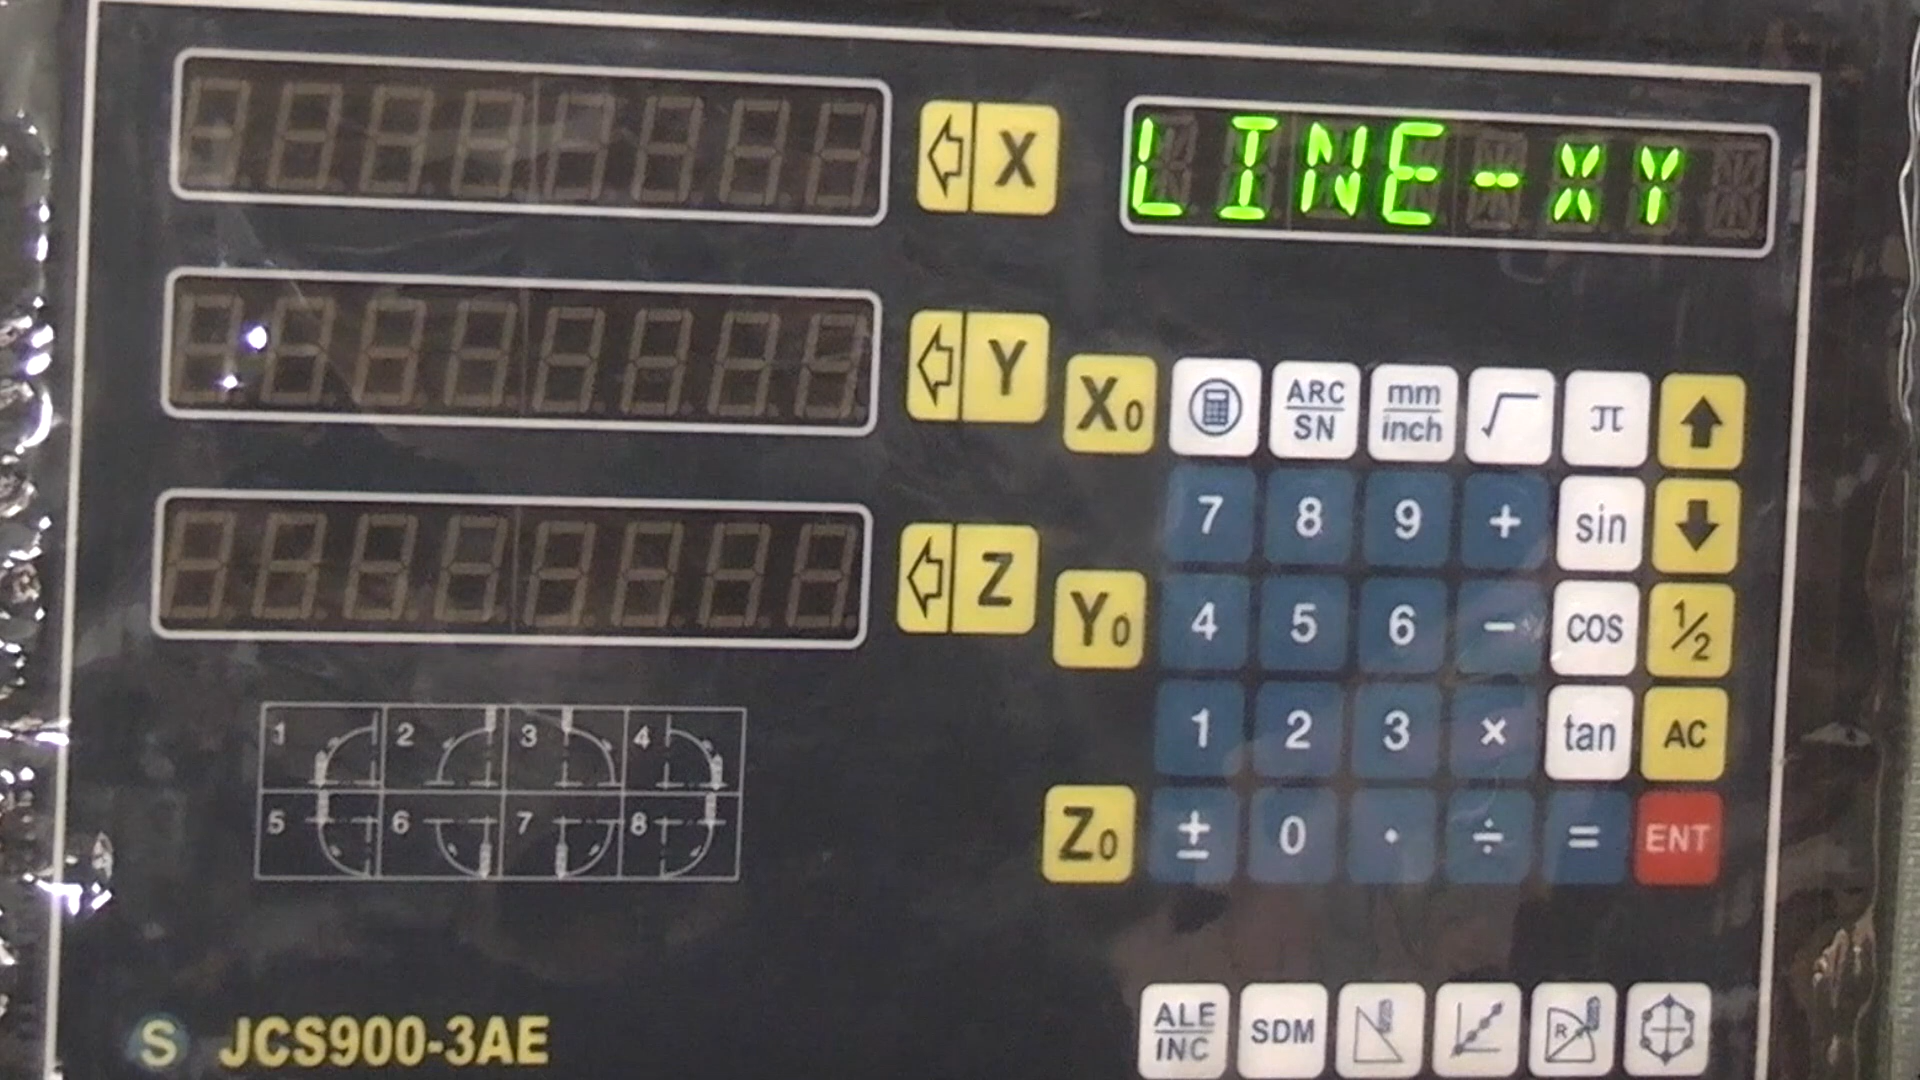 X
LINE-XY
Y
X0
ARC
SN
mm
inch
√
π
7 8 9 + sin
Z
Y0
4 5 6 − cos 1/2
1 2 3 × tan AC
Z0
± 0 · ÷ = ENT
1 2 3 4
5 6 7 8
S JCS900-3AE
ALE
INC
SDM
R